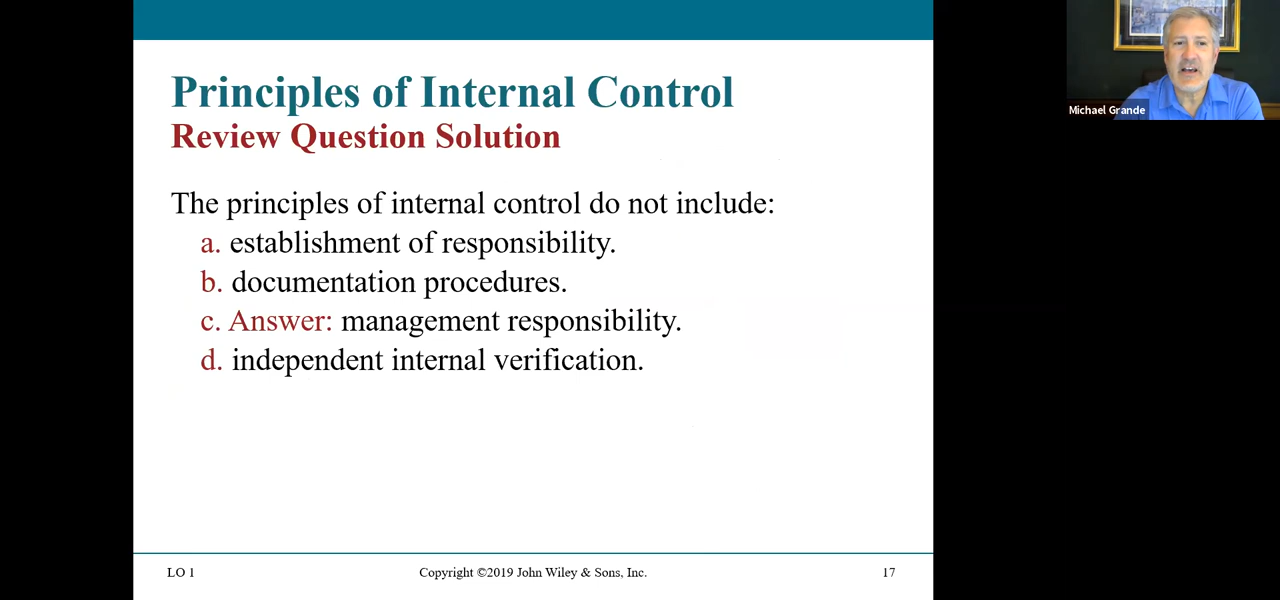 Principles of Internal Control
Review Question Solution
The principles of internal control do not include:
a. establishment of responsibility.
b. documentation procedures.
c. Answer: management responsibility.
d. independent internal verification.
LO 1
Copyright ©2019 John Wiley & Sons, Inc.
17
Michael Grande